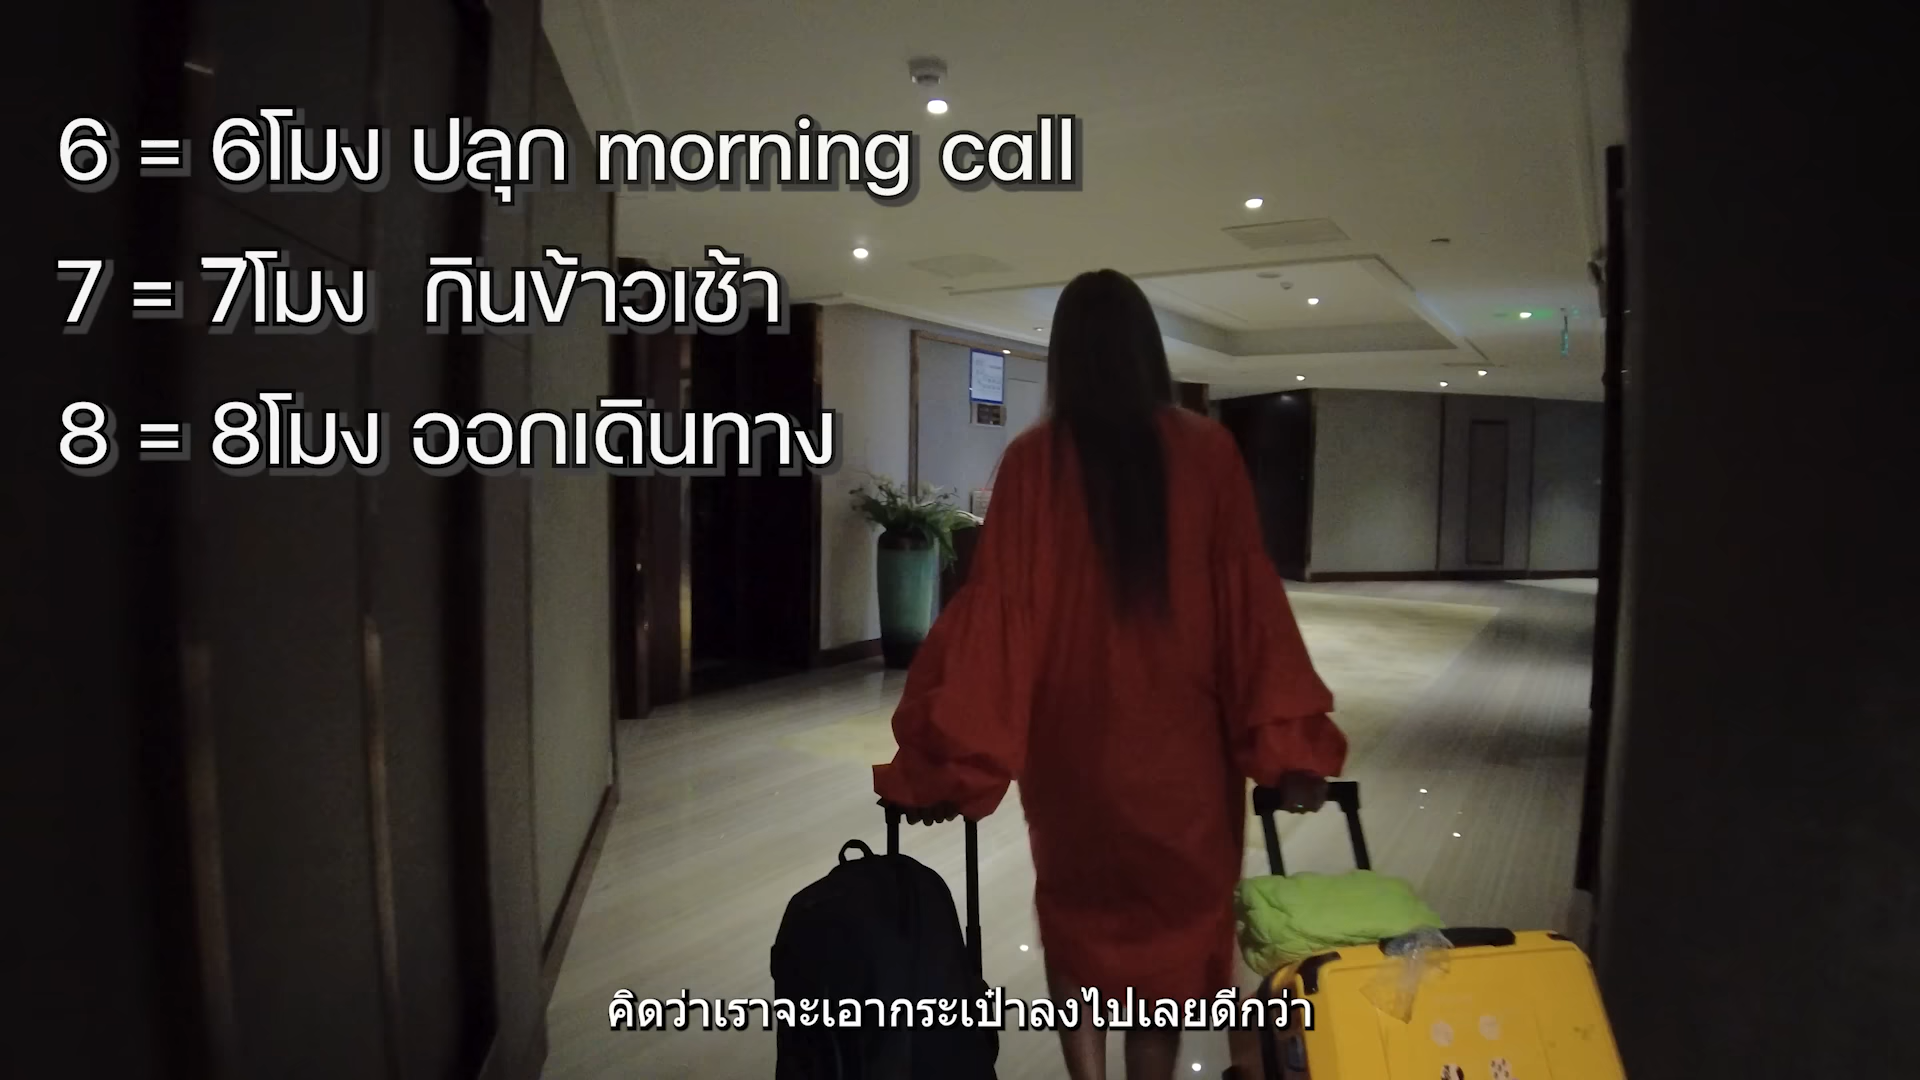 6 = 6โมง ปลุก morning call
7 = 7โมง กินข้าวเช้า
8 = 8โมง ออกเดินทาง
คิดว่าเราจะเอากระเป๋าลงไปเลยดีกว่า